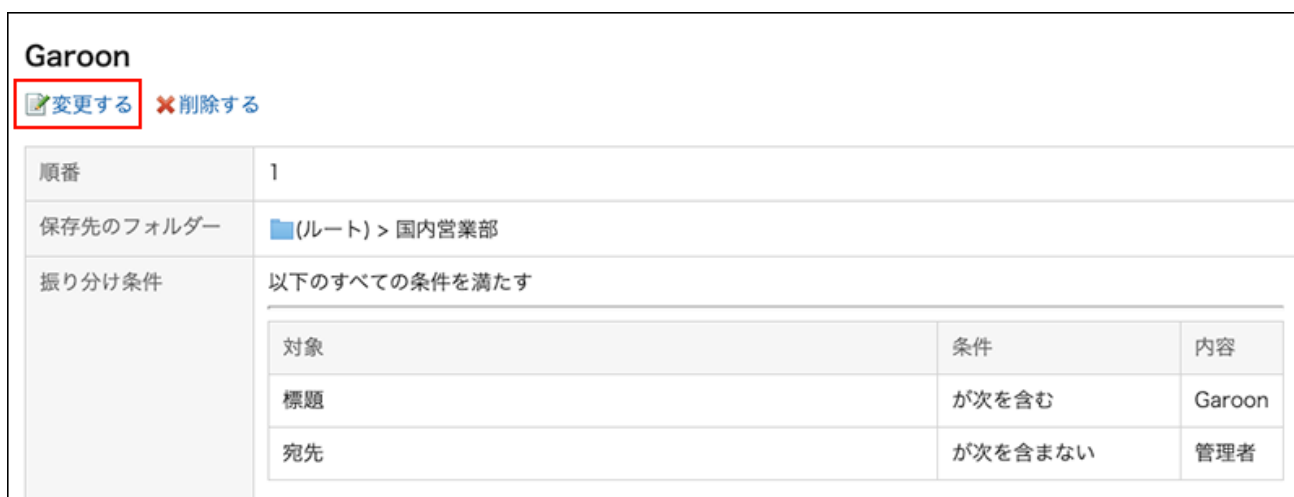 Garoon
変更する 削除する
順番 1
保存先のフォルダー (ルート) > 国内営業部
振り分け条件 以下のすべての条件を満たす
対象 条件 内容
標題 が次を含む Garoon
宛先 が次を含まない 管理者